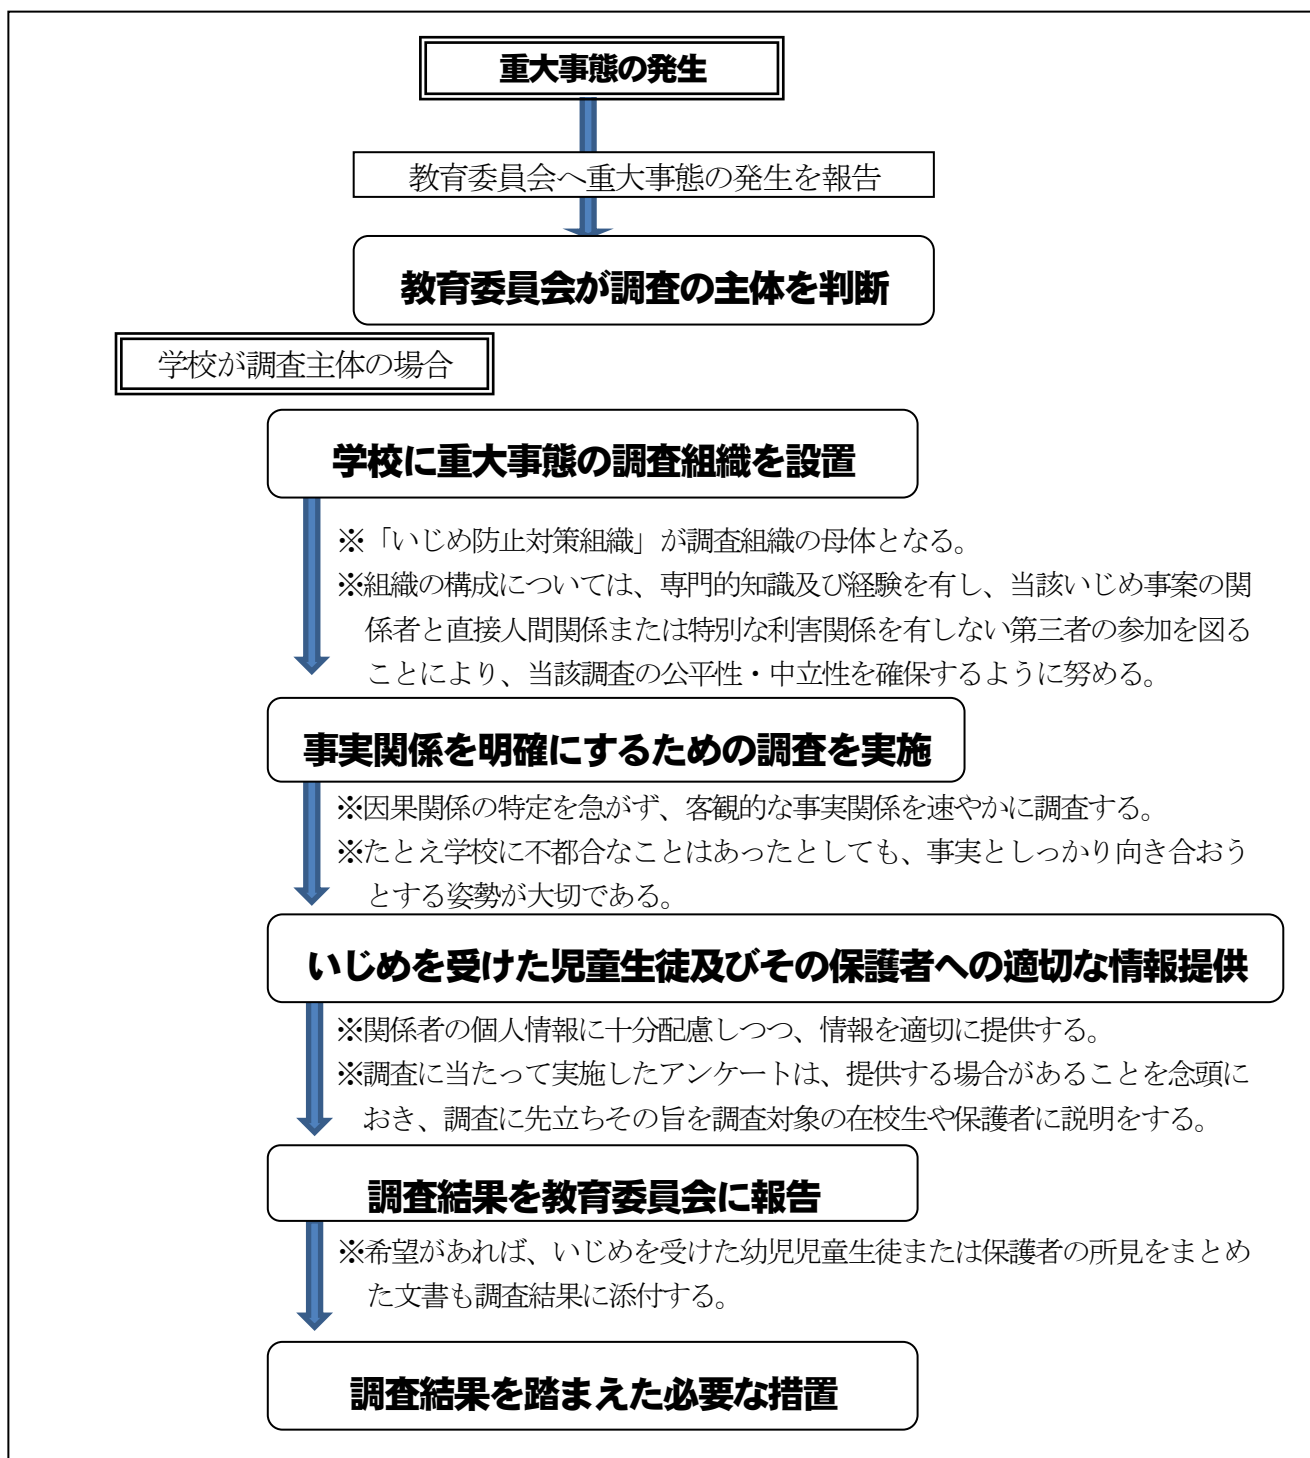 重大事態の発生
教育委員会へ重大事態の発生を報告
教育委員会が調査の主体を判断
学校が調査主体の場合
学校に重大事態の調査組織を設置
※「いじめ防止対策組織」が調査組織の母体となる。
※組織の構成については、専門的知識及び経験を有し、当該いじめ事案の関
係者と直接人間関係または特別な利害関係を有しない第三者の参加を図る
ことにより、当該調査の公平性・中立性を確保するように努める。
事実関係を明確にするための調査を実施
※因果関係の特定を急がず、客観的な事実関係を速やかに調査する。
※たとえ学校に不都合なことはあったとしても、事実としっかり向き合おう
とする姿勢が大切である。
いじめを受けた児童生徒及びその保護者への適切な情報提供
※関係者の個人情報に十分配慮しつつ、情報を適切に提供する。
※調査に当たって実施したアンケートは、提供する場合があることを念頭に
おき、調査に先立ちその旨を調査対象の在校生や保護者に説明をする。
調査結果を教育委員会に報告
※希望があれば、いじめを受けた幼児児童生徒または保護者の所見をまとめ
た文書も調査結果に添付する。
調査結果を踏まえた必要な措置